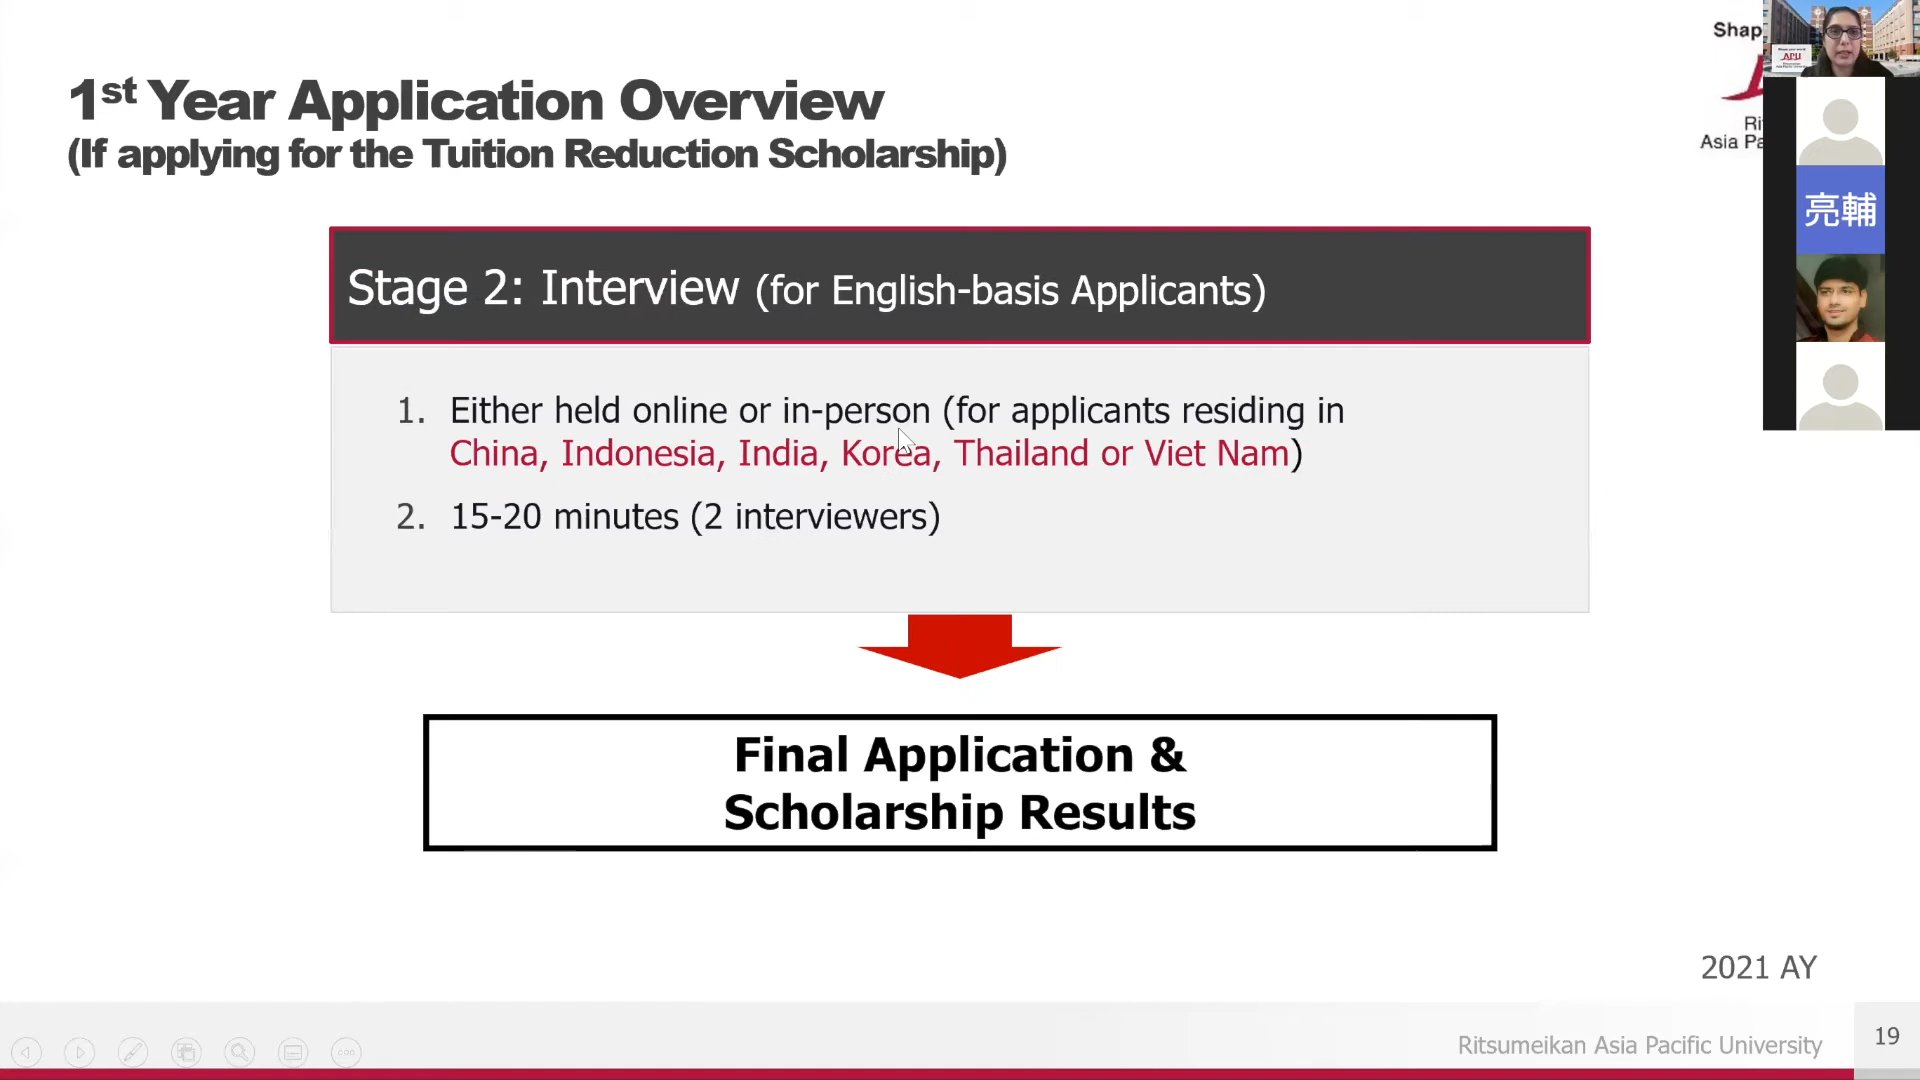 1st Year Application Overview
(If applying for the Tuition Reduction Scholarship)
Shap
Ri
Asia Pa
APU
亮輔
Stage 2: Interview (for English-basis Applicants)
1. Either held online or in-person (for applicants residing in
China, Indonesia, India, Korea, Thailand or Viet Nam)
2. 15-20 minutes (2 interviewers)
Final Application &
Scholarship Results
2021 AY
Ritsumeikan Asia Pacific University
19